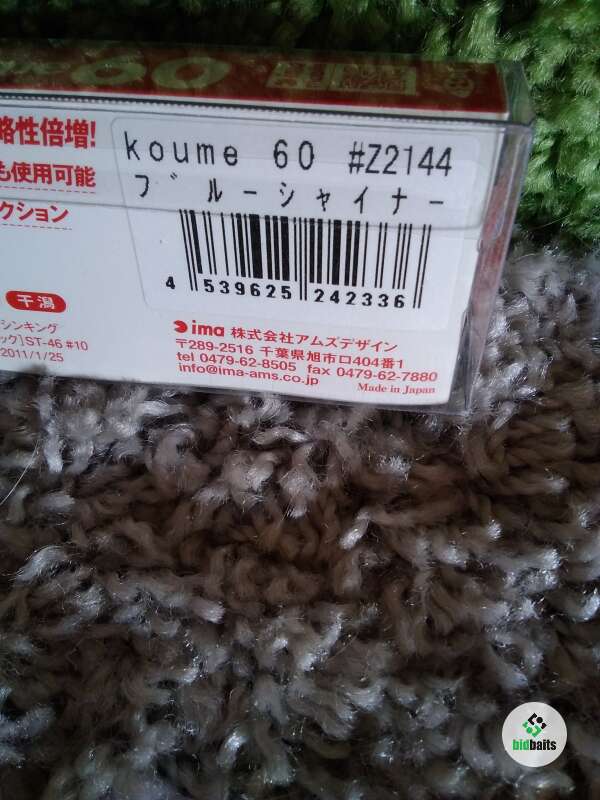 略性倍増!
も使用可能
クション
koume 60 #Z2144
ブルーシャイナー
4 539625 242336
干潟
シンキング
ック]ST-46 #10
2011/1/25
ima 株式会社アムズデザイン
〒289-2516 千葉県旭市ロ404番1
tel 0479-62-8505 fax 0479-62-7880
info@ima-ams.co.jp
Made in Japan
bidbaits